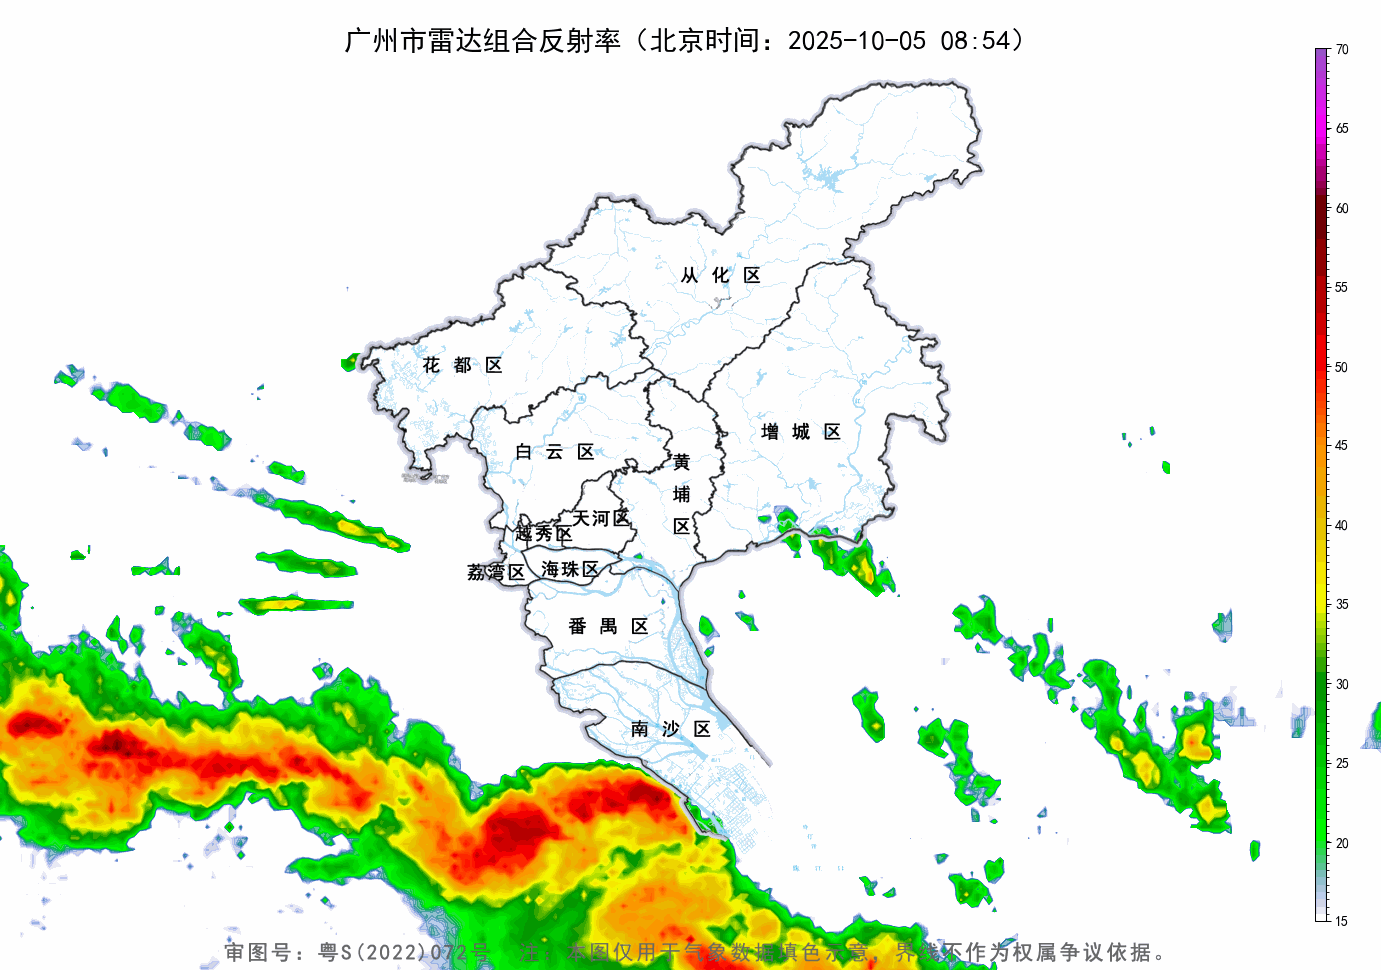 广州市雷达组合反射率（北京时间：2025-10-05 08:54）
70
65
60
55
50
45
40
35
30
25
20
15
从化区
花都区
增城区
白云区
黄埔区
天河区
越秀区
荔湾区
海珠区
番禺区
南沙区
审图号：粤S(2022)072号 注：本图仅用于气象数据填色示意，界线不作为权属争议依据。